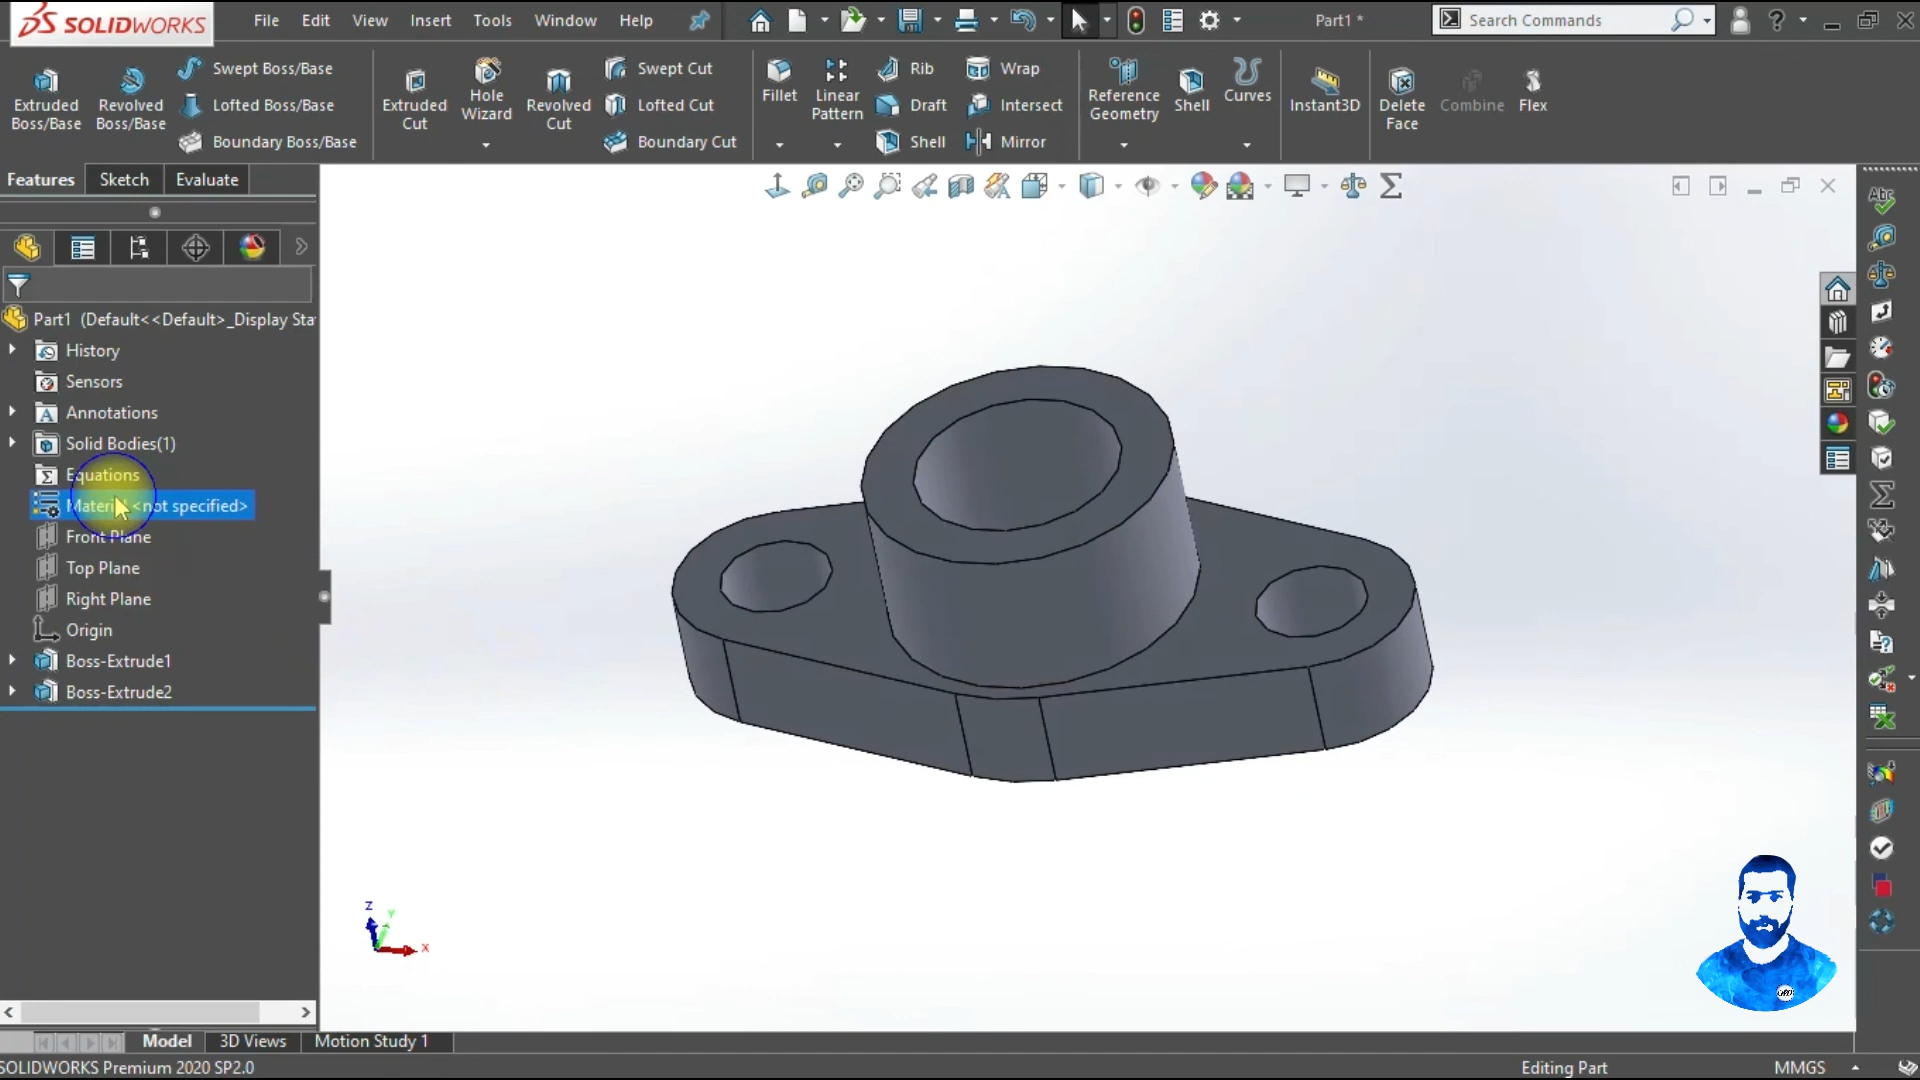 SOLIDWORKS
File Edit View Insert Tools Window Help
Part1 *
Search Commands
Extruded Boss/Base
Revolved Boss/Base
Swept Boss/Base
Lofted Boss/Base
Boundary Boss/Base
Extruded Cut
Hole Wizard
Revolved Cut
Swept Cut
Lofted Cut
Boundary Cut
Fillet
Linear Pattern
Rib
Draft
Shell
Wrap
Intersect
Mirror
Reference Geometry
Shell
Curves
Instant3D
Delete Face
Combine
Flex
Features Sketch Evaluate
Part1 (Default<<Default>_Display Sta
History
Sensors
Annotations
Solid Bodies(1)
Equations
Material <not specified>
Front Plane
Top Plane
Right Plane
Origin
Boss-Extrude1
Boss-Extrude2
Z
Y
X
Model 3D Views Motion Study 1
SOLIDWORKS Premium 2020 SP2.0
Editing Part
MMGS